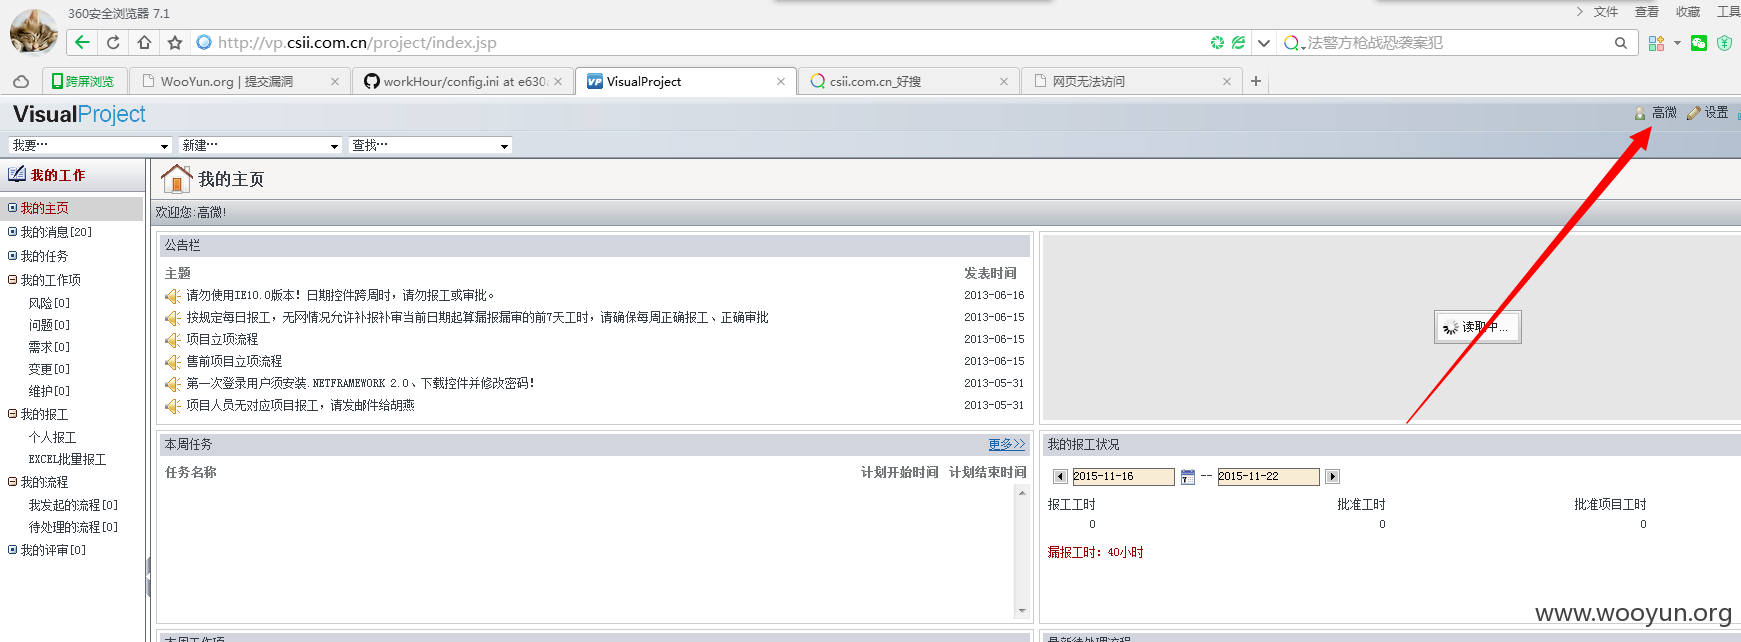 360安全浏览器 7.1
文件 查看 收藏 工具
http://vp.csii.com.cn/project/index.jsp
法警方枪战恐袭案犯
跨屏浏览
WooYun.org | 提交漏洞
workHour/config.ini at e630
VisualProject
csii.com.cn_好搜
网页无法访问
VisualProject
高微 设置
我要…
新建…
查找…
我的工作
我的主页
我的消息[20]
我的任务
我的工作项
风险[0]
问题[0]
需求[0]
变更[0]
维护[0]
我的报工
个人报工
EXCEL批量报工
我的流程
我发起的流程[0]
待处理的流程[0]
我的评审[0]
我的主页
欢迎您:高微!
公告栏
主题 发表时间
请勿使用IE10.0版本！日期控件跨周时，请勿报工或审批。 2013-06-16
按规定每日报工，无网情况允许补报补审当前日期起算漏报漏审的前7天工时，请确保每周正确报工、正确审批 2013-06-15
项目立项流程 2013-06-15
售前项目立项流程 2013-06-15
第一次登录用户须安装.NETFRAMEWORK 2.0、下载控件并修改密码! 2013-05-31
项目人员无对应项目报工，请发邮件给胡燕 2013-05-31
读取中...
本周任务 更多>>
任务名称 计划开始时间 计划结束时间
我的报工状况
2015-11-16 -- 2015-11-22
报工工时 批准工时 批准项目工时
0 0 0
漏报工时: 40小时
本周工作项
最新待处理流程
www.wooyun.org